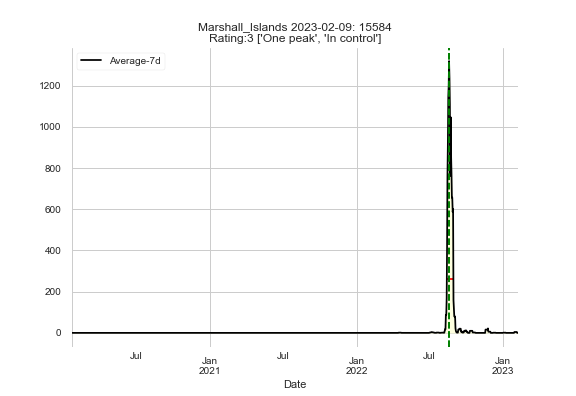 Marshall_Islands 2023-02-09: 15584
Rating:3 ['One peak', 'In control']
Average-7d
1200
1000
800
600
400
200
0
Jul
Jan
2021
Jul
Jan
2022
Jul
Jan
2023
Date